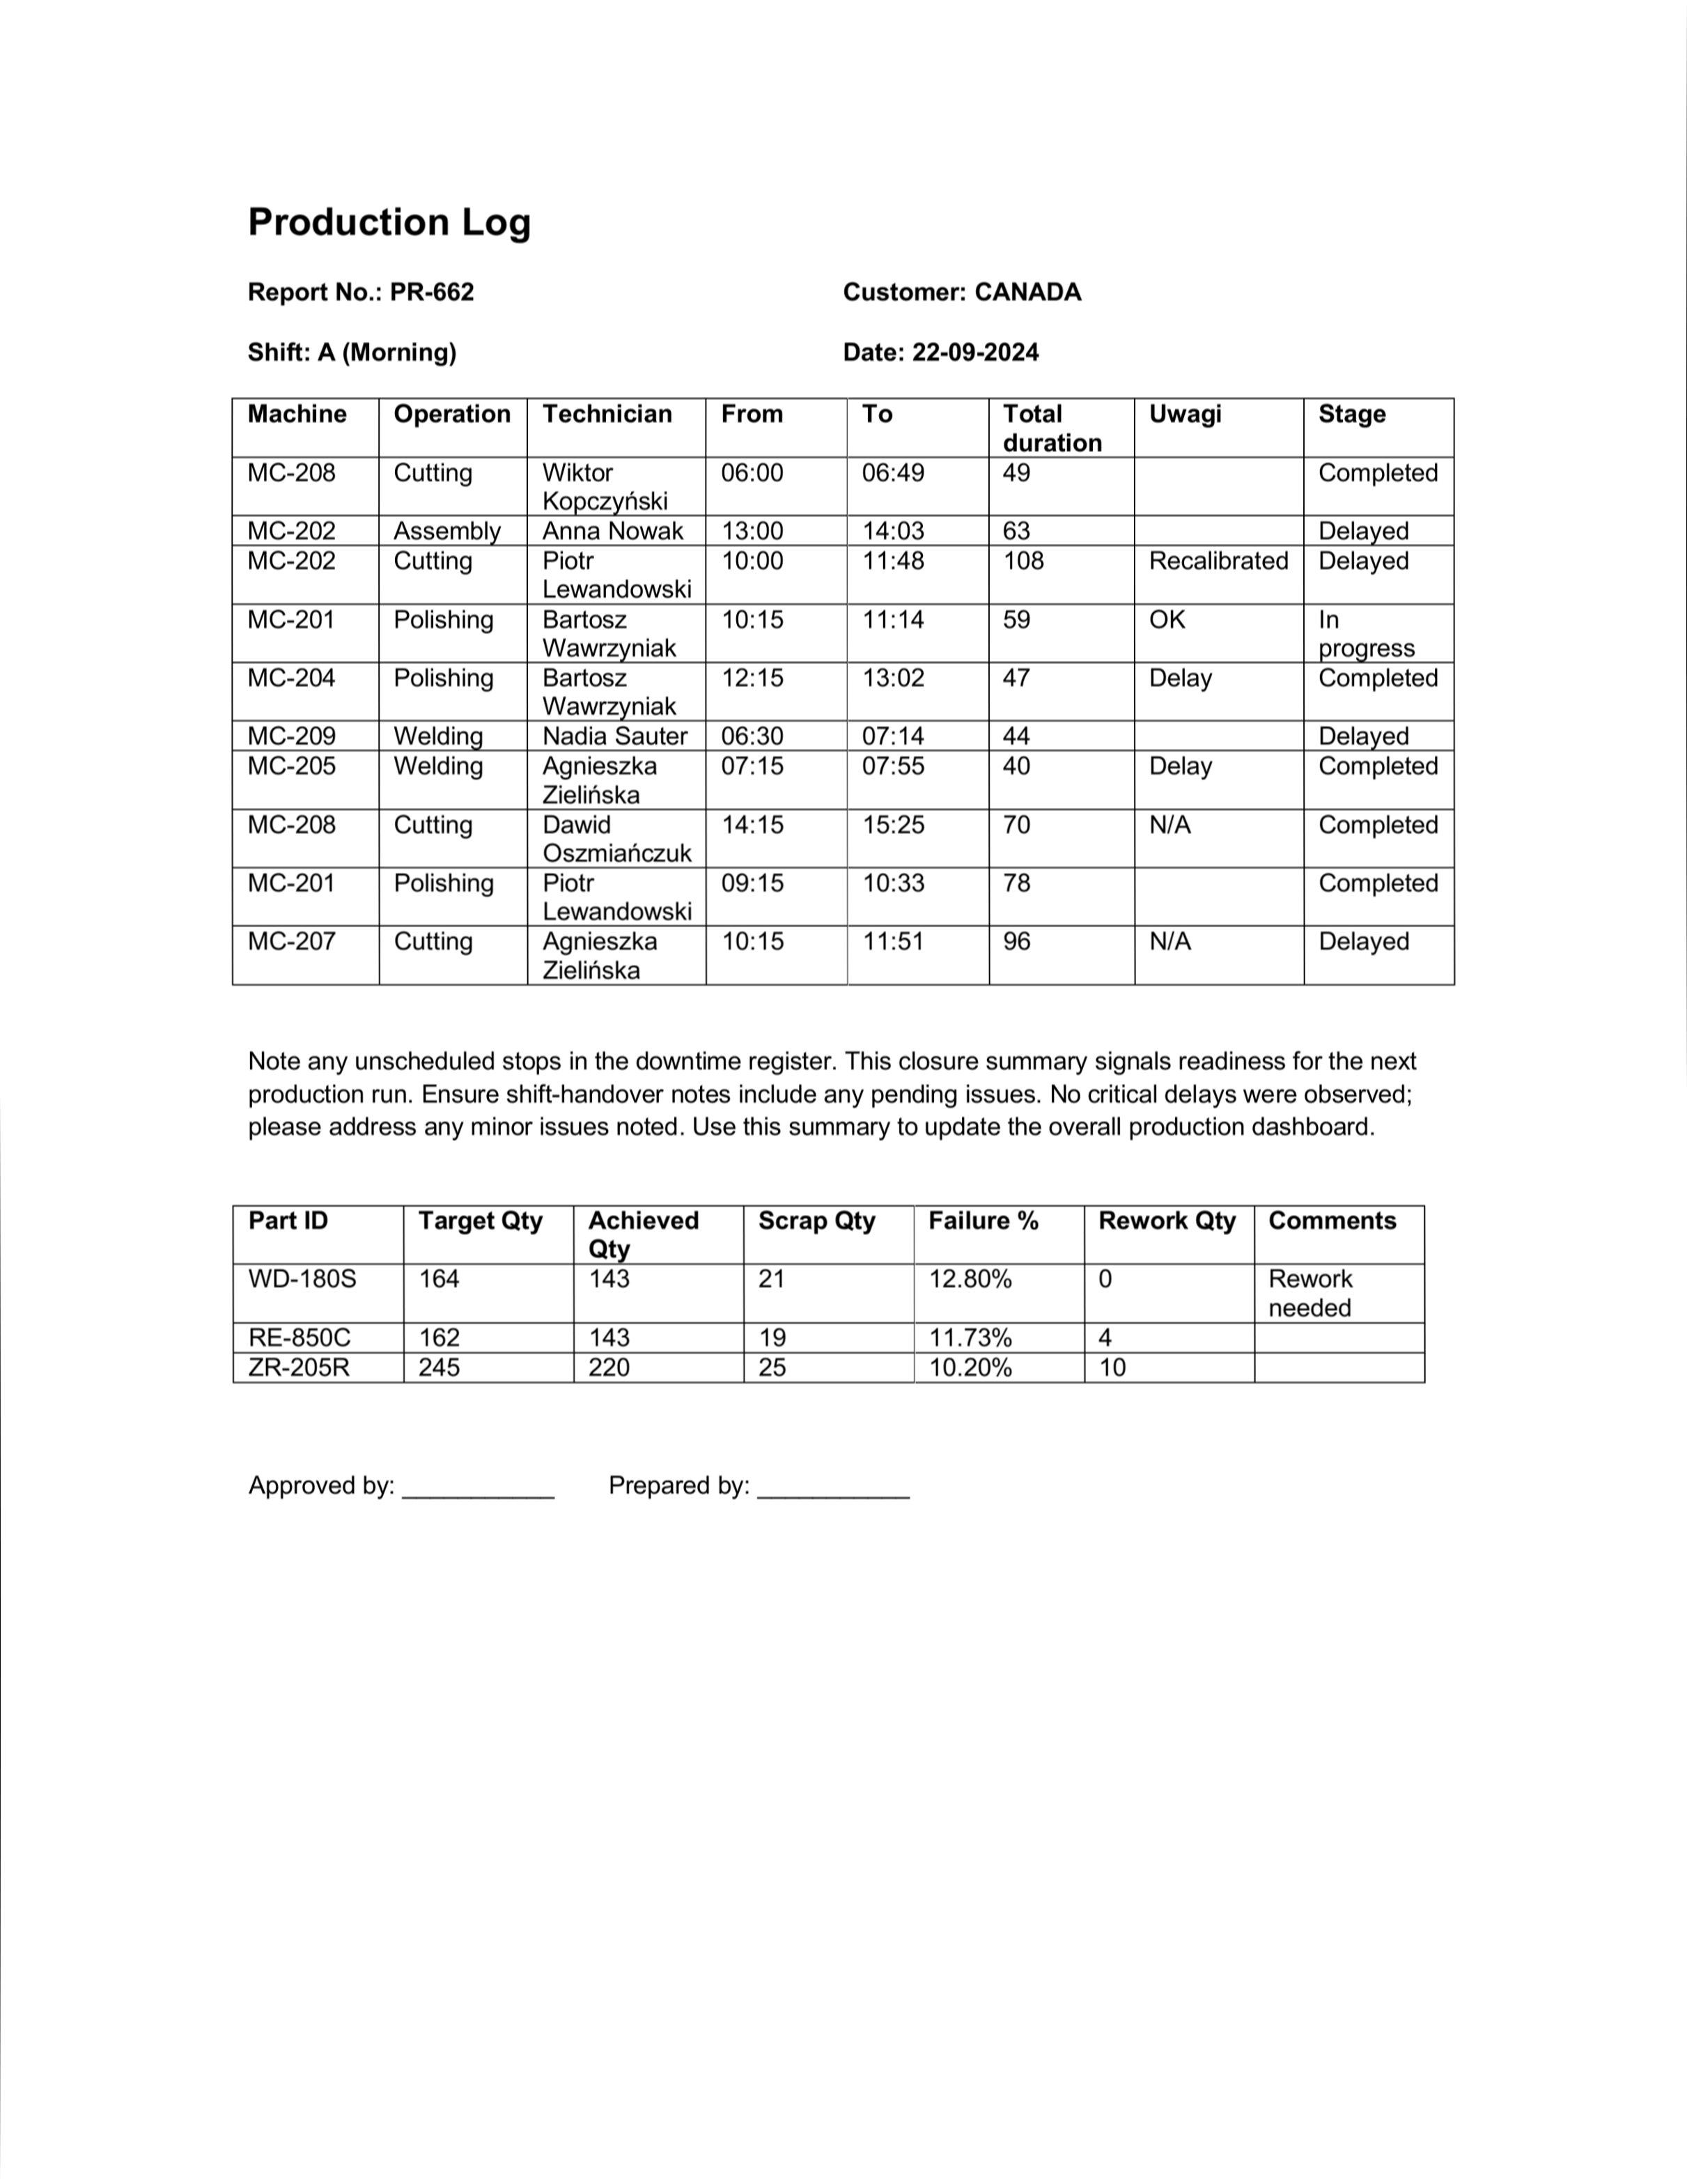 Production Log
Report No.: PR-662 Customer: CANADA
Shift: A (Morning) Date: 22-09-2024
Machine Operation Technician From To Total duration Uwagi Stage
MC-208 Cutting Wiktor Kopczyński 06:00 06:49 49 Completed
MC-202 Assembly Anna Nowak 13:00 14:03 63 Delayed
MC-202 Cutting Piotr Lewandowski 10:00 11:48 108 Recalibrated Delayed
MC-201 Polishing Bartosz Wawrzyniak 10:15 11:14 59 OK In progress
MC-204 Polishing Bartosz Wawrzyniak 12:15 13:02 47 Delay Completed
MC-209 Welding Nadia Sauter 06:30 07:14 44 Delayed
MC-205 Welding Agnieszka Zielińska 07:15 07:55 40 Delay Completed
MC-208 Cutting Dawid Oszmiańczuk 14:15 15:25 70 N/A Completed
MC-201 Polishing Piotr Lewandowski 09:15 10:33 78 Completed
MC-207 Cutting Agnieszka Zielińska 10:15 11:51 96 N/A Delayed
Note any unscheduled stops in the downtime register. This closure summary signals readiness for the next
production run. Ensure shift-handover notes include any pending issues. No critical delays were observed;
please address any minor issues noted. Use this summary to update the overall production dashboard.
Part ID Target Qty Achieved Qty Scrap Qty Failure % Rework Qty Comments
WD-180S 164 143 21 12.80% 0 Rework needed
RE-850C 162 143 19 11.73% 4
ZR-205R 245 220 25 10.20% 10
Approved by: ___________ Prepared by: ___________